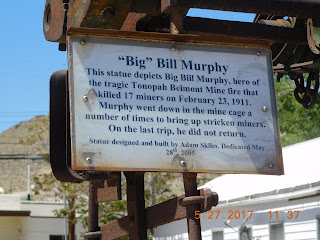 "Big" Bill Murphy
This statue depicts Big Bill Murphy, hero of
the tragic Tonopah Belmont Mine fire that
killed 17 miners on February 23, 1911.
Murphy went down in the mine cage a
number of times to bring up stricken miners.
On the last trip, he did not return.
Statue designed and built by Adam Skiles. Dedicated May
28th 2005
5 27 2017 11:37